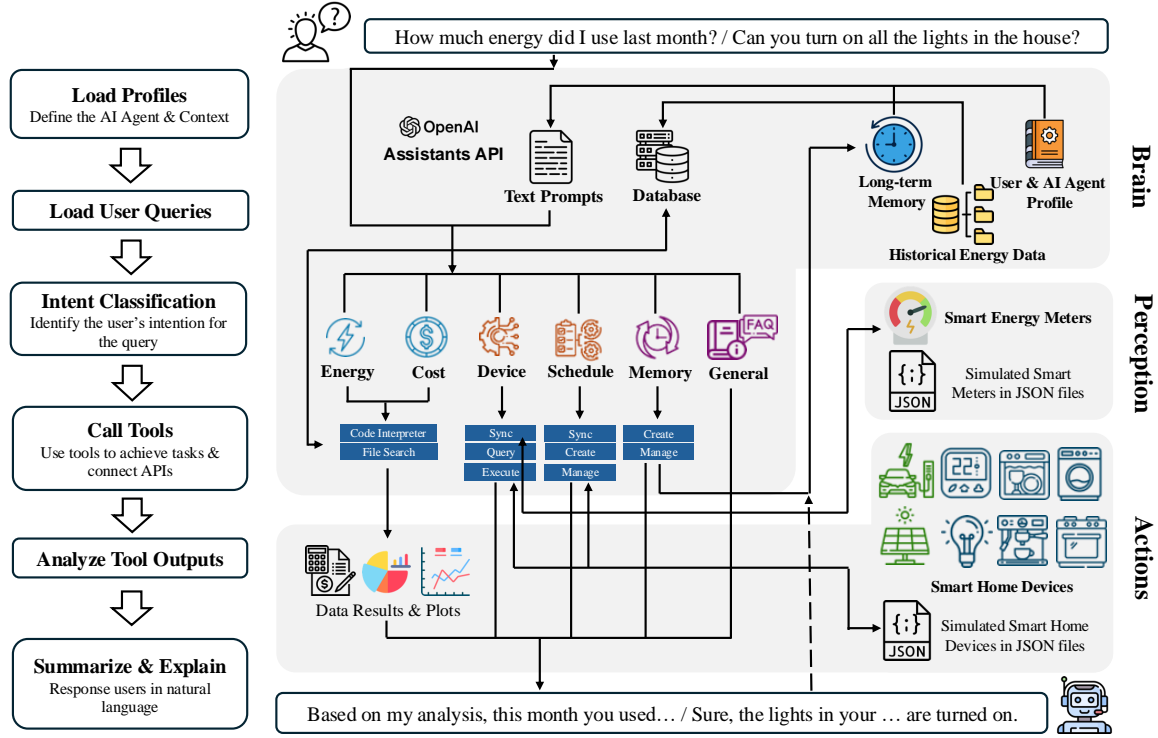 ?
How much energy did I use last month? / Can you turn on all the lights in the house?
Load Profiles
Define the AI Agent & Context
Load User Queries
Intent Classification
Identify the user's intention for
the query
Call Tools
Use tools to achieve tasks &
connect APIs
Analyze Tool Outputs
Summarize & Explain
Response users in natural
language
OpenAI
Assistants API
Text Prompts
Database
Long-term
Memory
User & AI Agent
Profile
Historical Energy Data
Brain
Energy
Cost
Device
Schedule
Memory
FAQ
General
Code Interpreter
File Search
Sync
Query
Execute
Sync
Create
Manage
Create
Manage
Smart Energy Meters
{;}
JSON
Simulated Smart
Meters in JSON files
Perception
22°
Smart Home Devices
{;}
JSON
Simulated Smart Home
Devices in JSON files
Actions
Data Results & Plots
Based on my analysis, this month you used… / Sure, the lights in your … are turned on.